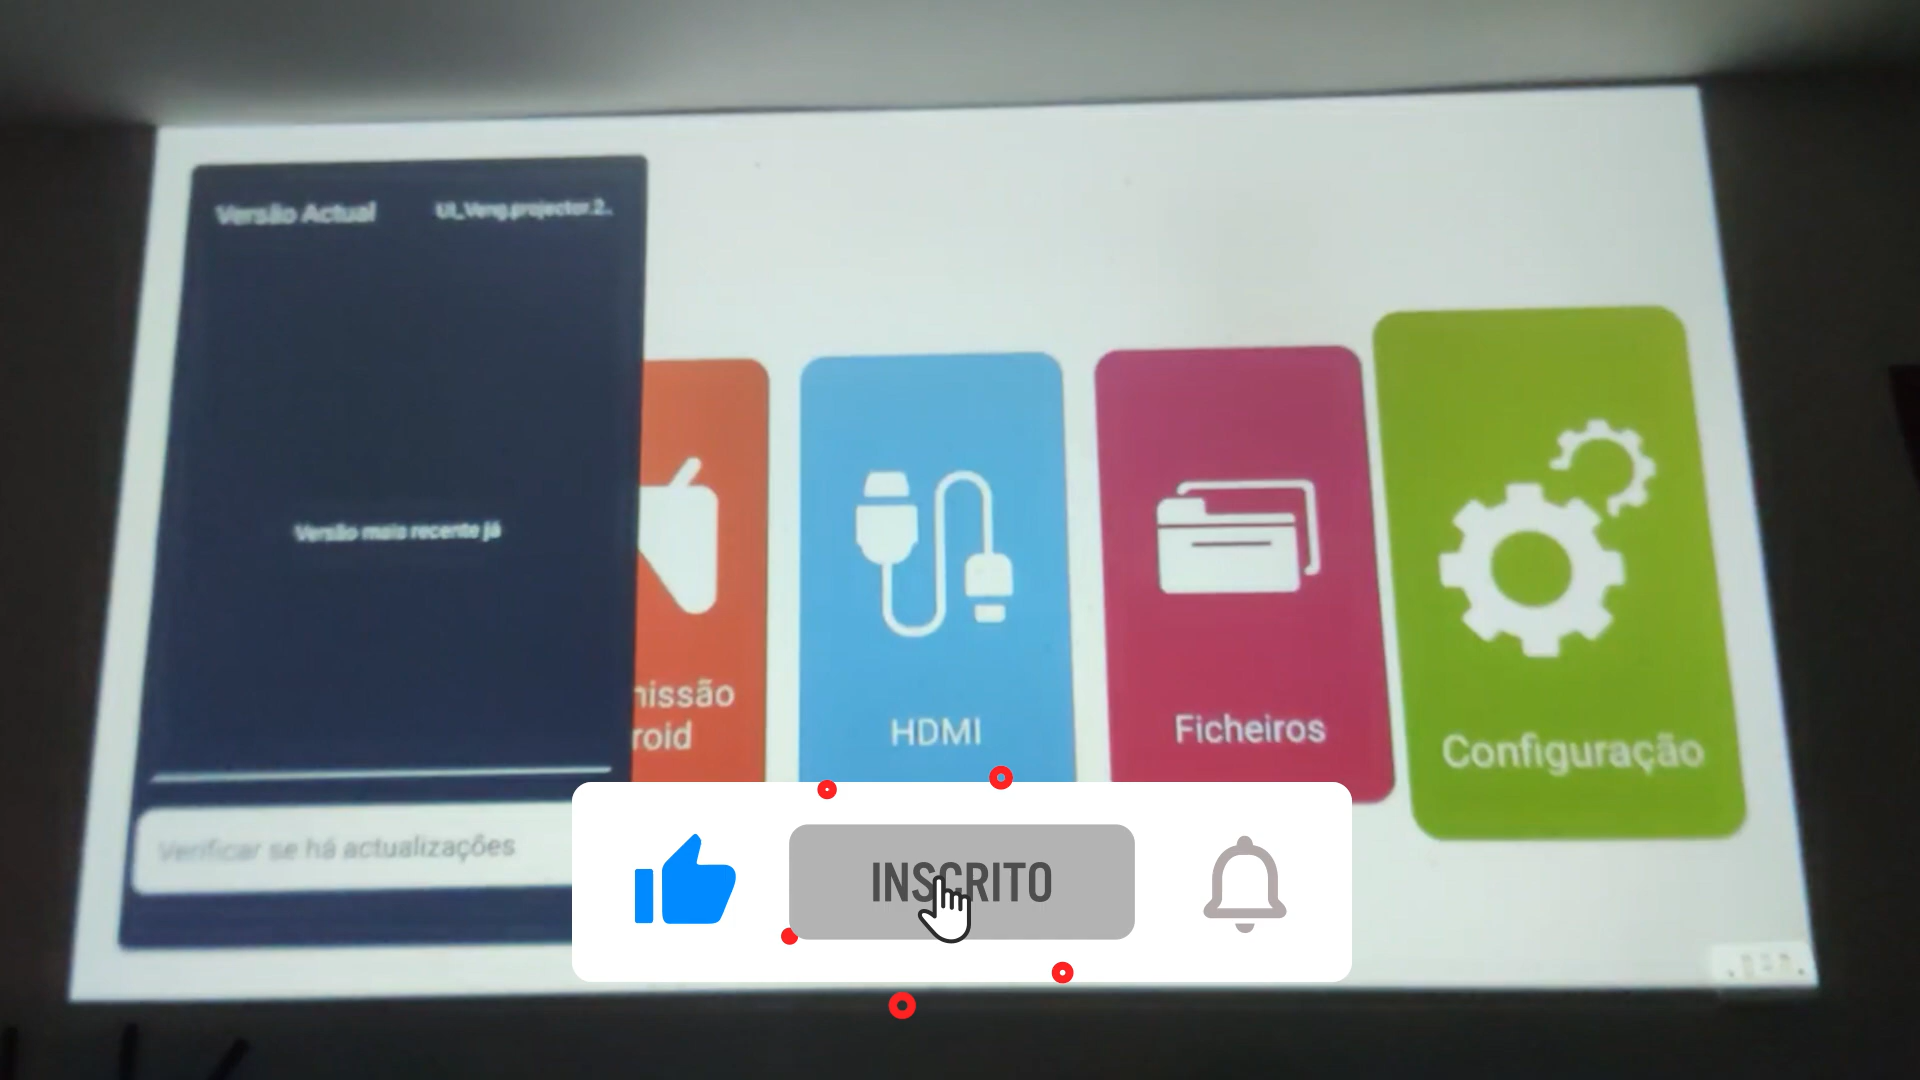 Versão Actual
UI_Veng.projector.2..
Versão mais recente já
Verificar se há actualizações
nissão
roid
HDMI
Ficheiros
Configuração
INSCRITO